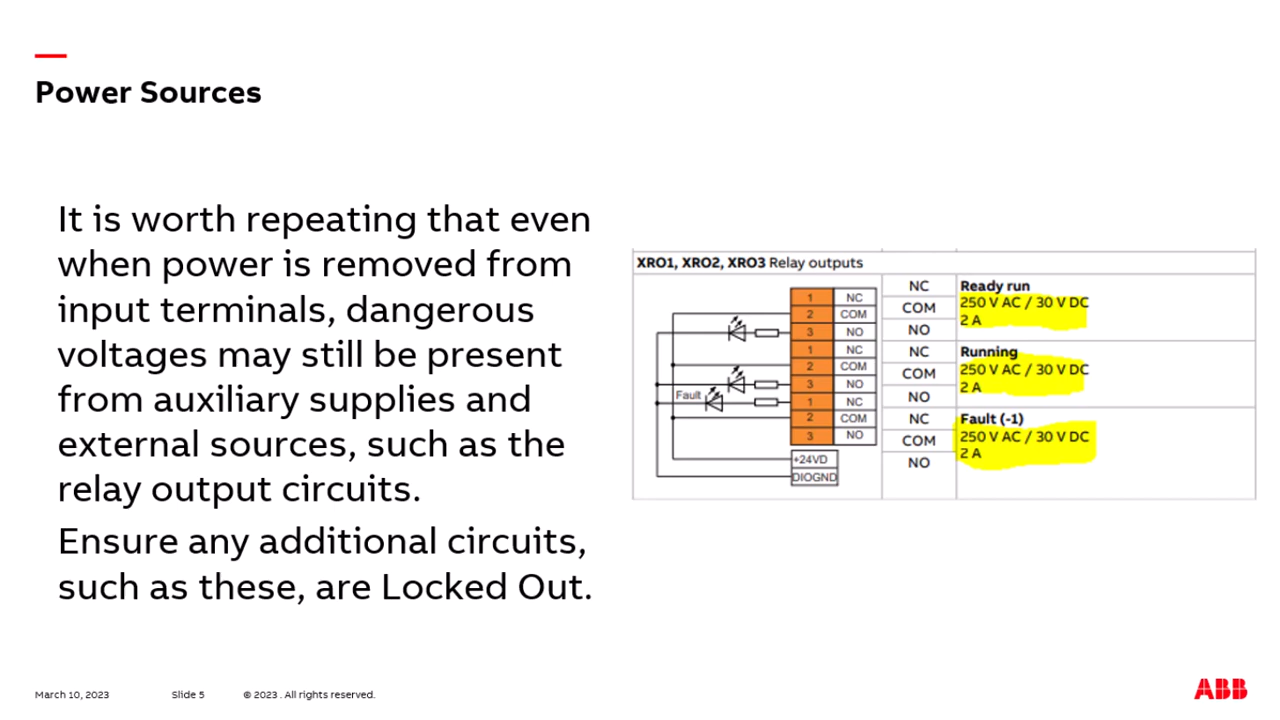 Power Sources
It is worth repeating that even
when power is removed from
input terminals, dangerous
voltages may still be present
from auxiliary supplies and
external sources, such as the
relay output circuits.
Ensure any additional circuits,
such as these, are Locked Out.
XRO1, XRO2, XRO3 Relay outputs
1 NC
2 COM
3 NO
1 NC
2 COM
3 NO
Fault
1 NC
2 COM
3 NO
+24VD
DIOGND
NC
COM
NO
Ready run
250 V AC / 30 V DC
2 A
NC
COM
NO
Running
250 V AC / 30 V DC
2 A
NC
COM
NO
Fault (-1)
250 V AC / 30 V DC
2 A
March 10, 2023 Slide 5 © 2023 . All rights reserved.
ABB